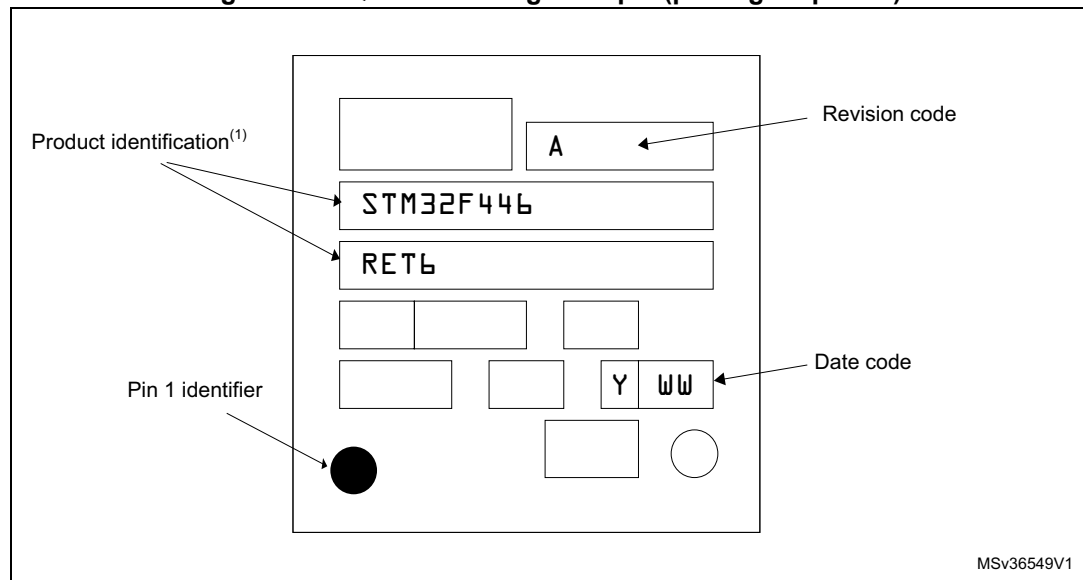 Revision code
Product identification(1)
A
STM32F446
RET6
Date code
Y WW
Pin 1 identifier
MSv36549V1